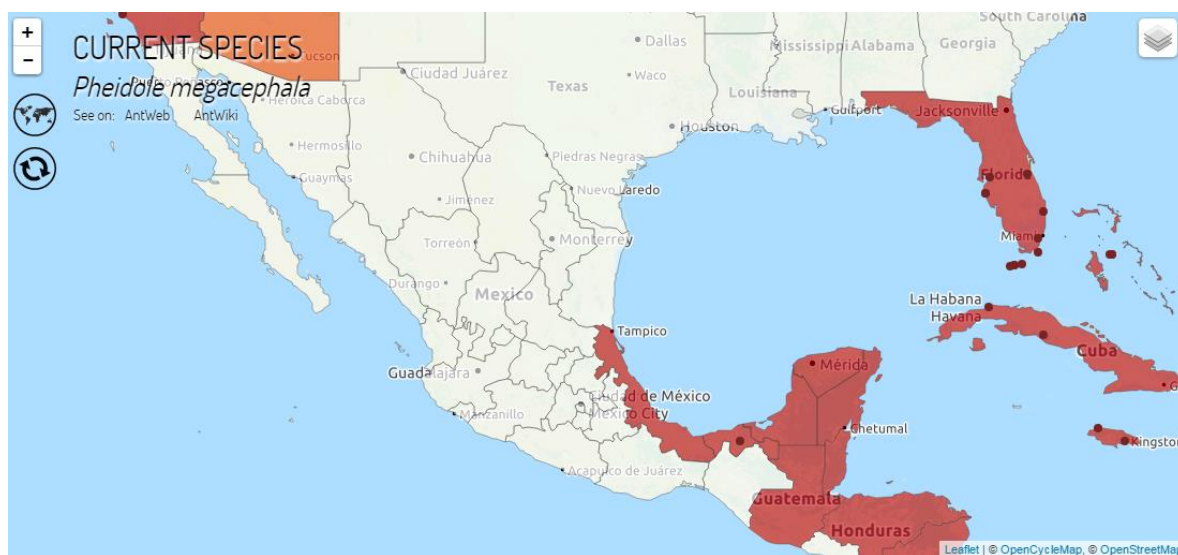 +
−
CURRENT SPECIES
Pheidole megacephala
See on: AntWeb AntWiki
Tucson
Heroica Caborca
Ciudad Juárez
Dallas
Waco
Texas
Houston
Louisiana
Mississippi
Alabama
Georgia
South Carolina
Gulfport
Jacksonville
Florida
Miami
Hermosillo
Guaymas
Chihuahua
Jiménez
Piedras Negras
Nuevo Laredo
Torreón
Monterrey
Durango
Mexico
Tampico
Guadalajara
Ciudad de México
Mexico City
Manzanillo
Acapulco de Juárez
Mérida
Chetumal
La Habana
Havana
Cuba
Kingston
Guatemala
Honduras
Leaflet | © OpenCycleMap, © OpenStreetMap